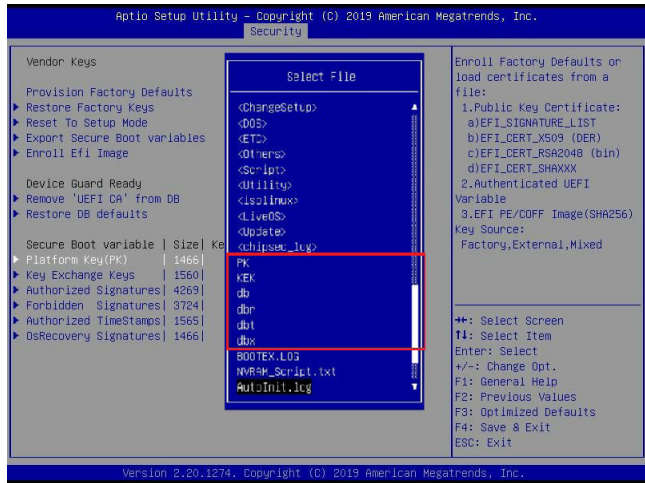 Aptio Setup Utility – Copyright (C) 2019 American Megatrends, Inc.
Security
Vendor Keys
Provision Factory Defaults
Restore Factory Keys
Reset To Setup Mode
Export Secure Boot variables
Enroll Efi Image
Device Guard Ready
Remove 'UEFI CA' from DB
Restore DB defaults
Secure Boot variable | Size| Ke
Platform Key(PK) | 1466|
Key Exchange Keys | 1560|
Authorized Signatures| 4269|
Forbidden Signatures| 3724|
Authorized TimeStamps| 1565|
OsRecovery Signatures| 1466|
Select File
<ChangeSetup>
<DOS>
<ETC>
<Others>
<Script>
<Utility>
<isolinux>
<LiveOS>
<Update>
<chipsec_log>
PK
KEK
db
dbr
dbt
dbx
BOOTEX.LOG
NVRAM_Script.txt
AutoInit.log
Enroll Factory Defaults or
load certificates from a
file:
1.Public Key Certificate:
a)EFI_SIGNATURE_LIST
b)EFI_CERT_X509 (DER)
c)EFI_CERT_RSA2048 (bin)
d)EFI_CERT_SHAXXX
2.Authenticated UEFI
Variable
3.EFI PE/COFF Image(SHA256)
Key Source:
Factory,External,Mixed
→←: Select Screen
↑↓: Select Item
Enter: Select
+/-: Change Opt.
F1: General Help
F2: Previous Values
F3: Optimized Defaults
F4: Save & Exit
ESC: Exit
Version 2.20.1274. Copyright (C) 2019 American Megatrends, Inc.